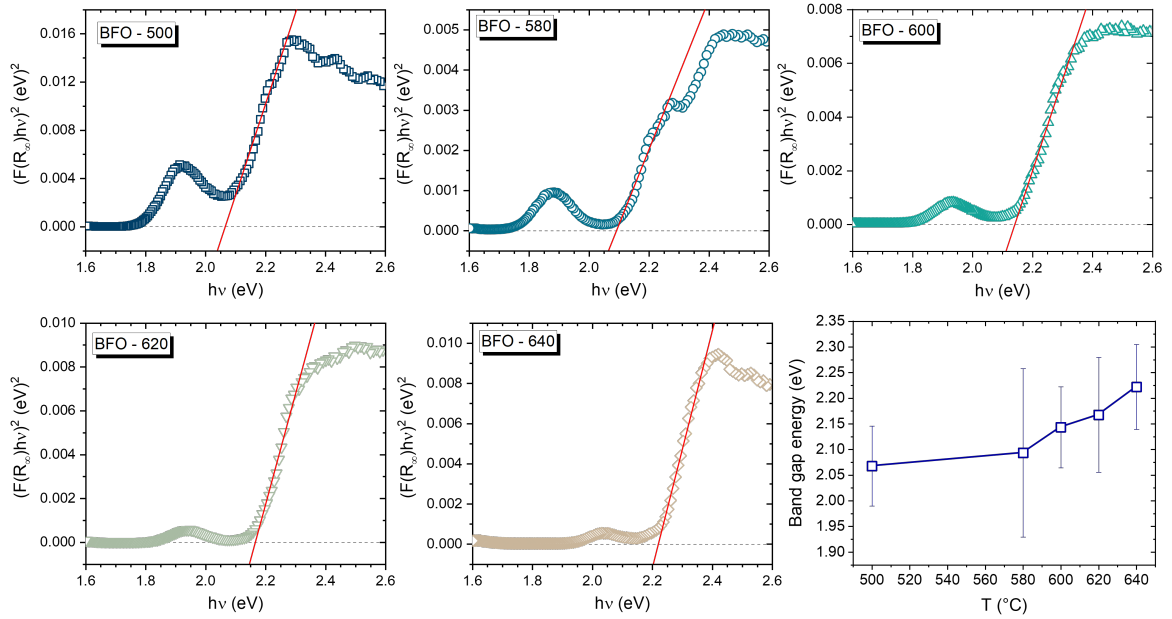 BFO - 500
0.016
0.012
0.008
0.004
0.000
(F(R∞)hν)² (eV)²
1.6 1.8 2.0 2.2 2.4 2.6
hν (eV)
BFO - 580
0.005
0.004
0.003
0.002
0.001
0.000
(F(R∞)hν)² (eV)²
1.6 1.8 2.0 2.2 2.4 2.6
hν (eV)
BFO - 600
0.008
0.006
0.004
0.002
0.000
(F(R∞)hν)² (eV)²
1.6 1.8 2.0 2.2 2.4 2.6
hν (eV)
BFO - 620
0.010
0.008
0.006
0.004
0.002
0.000
(F(R∞)hν)² (eV)²
1.6 1.8 2.0 2.2 2.4 2.6
hν (eV)
BFO - 640
0.010
0.008
0.006
0.004
0.002
0.000
(F(R∞)hν)² (eV)²
1.6 1.8 2.0 2.2 2.4 2.6
hν (eV)
2.35
2.30
2.25
2.20
2.15
2.10
2.05
2.00
1.95
1.90
Band gap energy (eV)
500 520 540 560 580 600 620 640
T (°C)